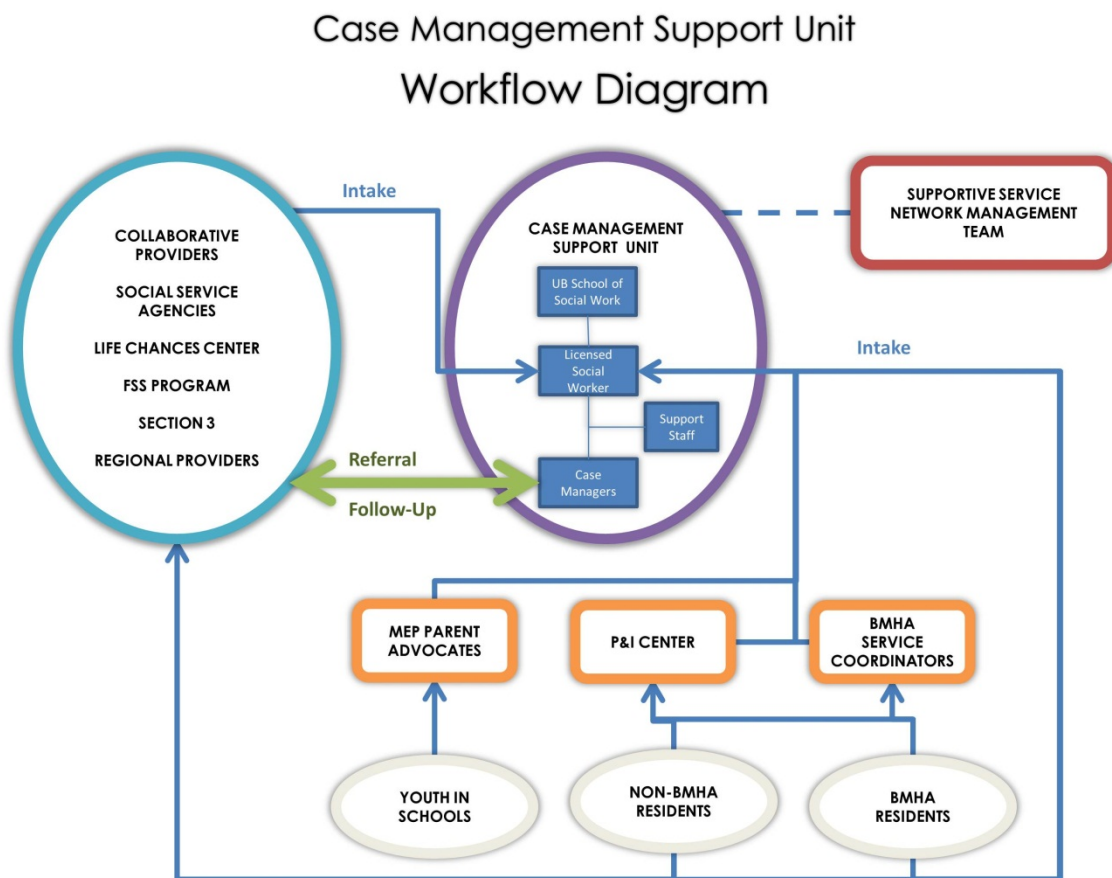 Case Management Support Unit
Workflow Diagram
Intake
COLLABORATIVE
PROVIDERS
SOCIAL SERVICE
AGENCIES
LIFE CHANCES CENTER
FSS PROGRAM
SECTION 3
REGIONAL PROVIDERS
CASE MANAGEMENT
SUPPORT UNIT
UB School of
Social Work
Licensed
Social
Worker
Support
Staff
Case
Managers
SUPPORTIVE SERVICE
NETWORK MANAGEMENT
TEAM
Intake
Referral
Follow-Up
MEP PARENT
ADVOCATES
P&I CENTER
BMHA
SERVICE
COORDINATORS
YOUTH IN
SCHOOLS
NON-BMHA
RESIDENTS
BMHA
RESIDENTS